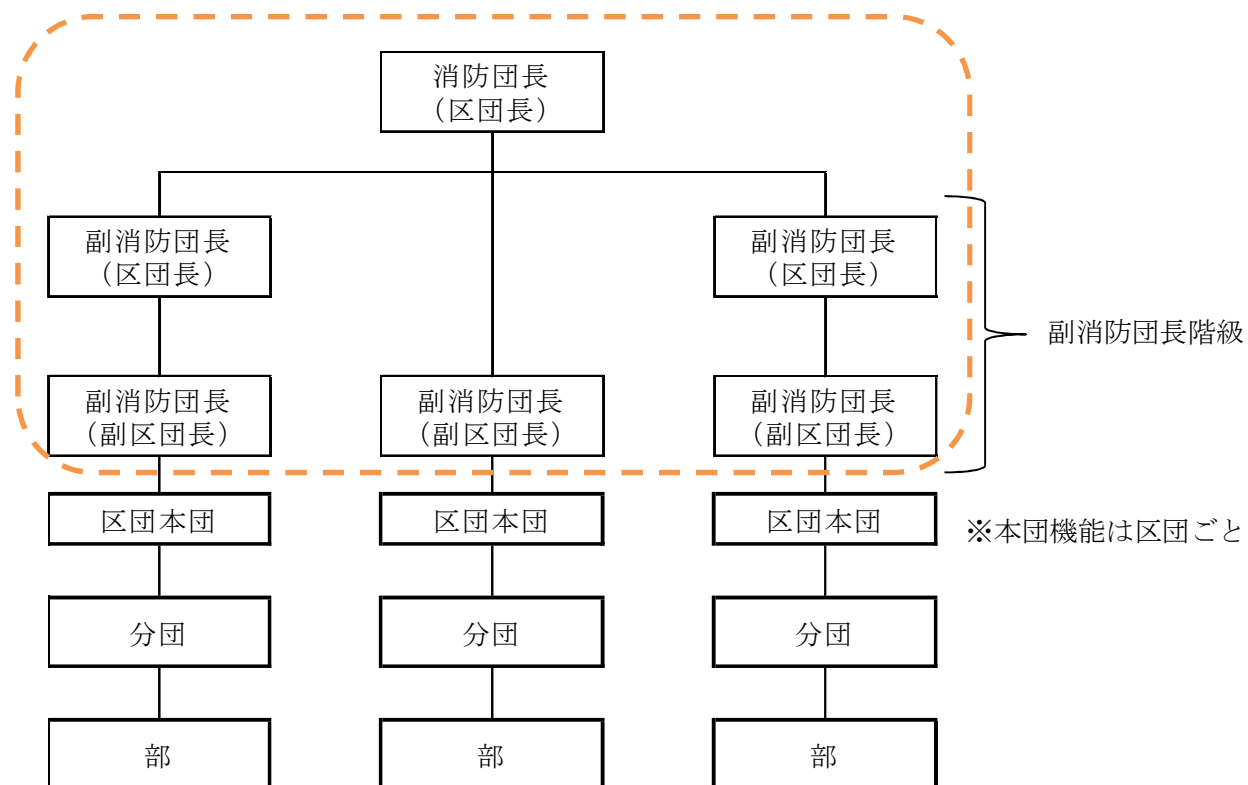 消防団長
(区団長)
副消防団長
(区団長)
副消防団長
(区団長)
副消防団長階級
副消防団長
(副区団長)
副消防団長
(副区団長)
副消防団長
(副区団長)
区団本団
区団本団
区団本団
※本団機能は区団ごと
分団
分団
分団
部
部
部